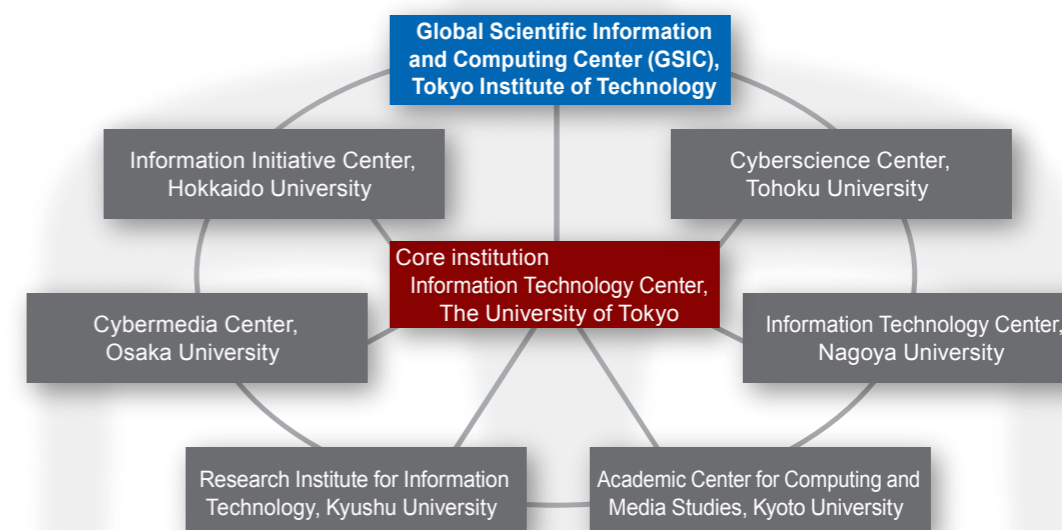 Global Scientific Information
and Computing Center (GSIC),
Tokyo Institute of Technology
Information Initiative Center,
Hokkaido University
Cyberscience Center,
Tohoku University
Core institution
Information Technology Center,
The University of Tokyo
Cybermedia Center,
Osaka University
Information Technology Center,
Nagoya University
Research Institute for Information
Technology, Kyushu University
Academic Center for Computing and
Media Studies, Kyoto University